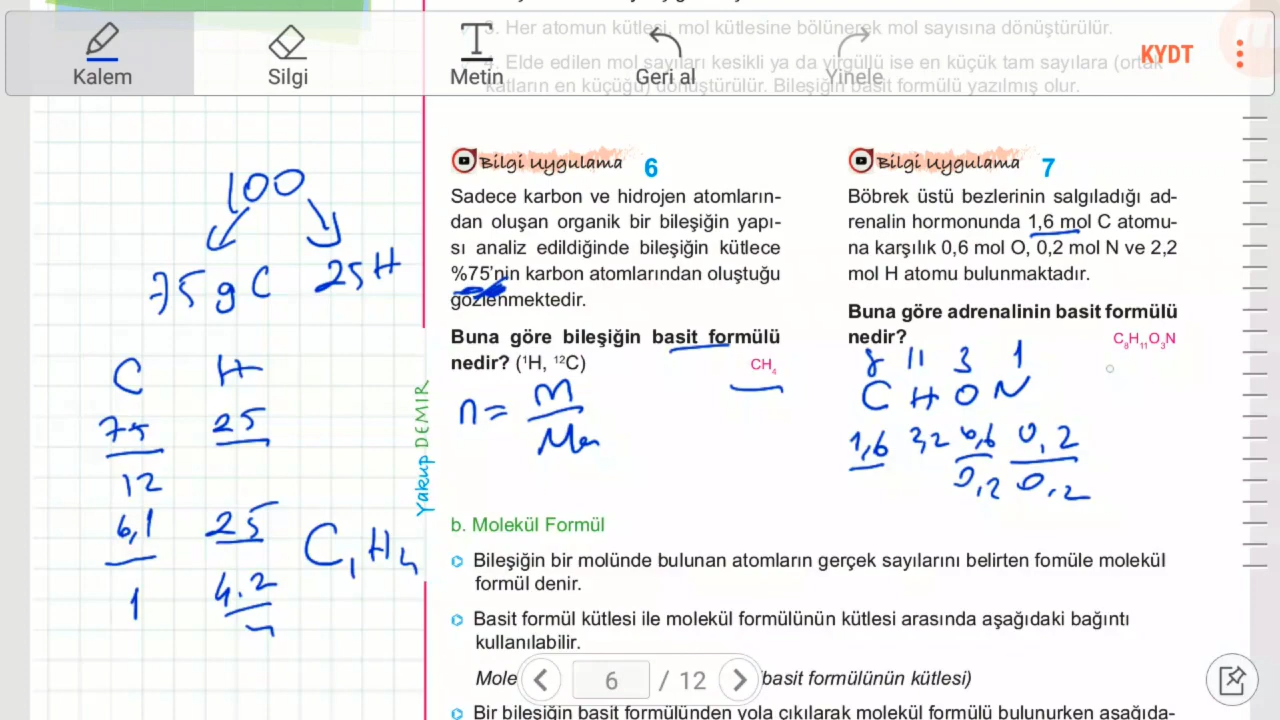 3. Her atomun kütlesi, mol kütlesine bölünerek mol sayısına dönüştürülür.
4. Elde edilen mol sayıları kesikli ya da virgüllü ise en küçük tam sayılara (ortak
katların en küçüğü) dönüştürülür. Bileşiğin basit formülü yazılmış olur.
Kalem
Silgi
Metin
Geri al
Yinele
KYDT
Bilgi uygulama 6
Sadece karbon ve hidrojen atomların-
dan oluşan organik bir bileşiğin yapı-
sı analiz edildiğinde bileşiğin kütlece
%75'nin karbon atomlarından oluştuğu
gözlenmektedir.
Buna göre bileşiğin basit formülü
nedir? (¹H, ¹²C)
CH₄
n = m
Ma
Bilgi uygulama 7
Böbrek üstü bezlerinin salgıladığı ad-
renalin hormonunda 1,6 mol C atomu-
na karşılık 0,6 mol O, 0,2 mol N ve 2,2
mol H atomu bulunmaktadır.
Buna göre adrenalinin basit formülü
nedir?
C₈H₁₁O₃N
8 11 3 1
C H O N
1,6 2,2 0,6 0,2
0,2 0,2
100
75 g C 25 H
C H
75 25
12
6,1 25
1 4.2
4
C₁H₄
Yakup DEMIR
b. Molekül Formül
Bileşiğin bir molünde bulunan atomların gerçek sayılarını belirten fomüle molekül
formül denir.
Basit formül kütlesi ile molekül formülünün kütlesi arasında aşağıdaki bağıntı
kullanılabilir.
Mole
(basit formülünün kütlesi)
6 / 12
Bir bileşiğin basit formülünden yola çıkılarak molekül formülü bulunurken aşağıda-